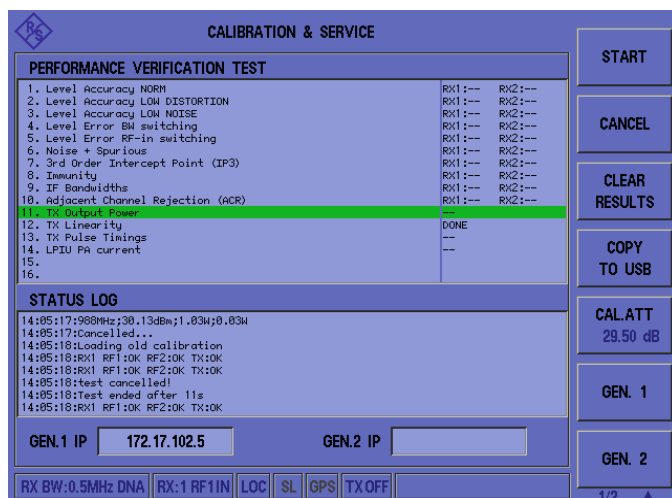 R&S
CALIBRATION & SERVICE
PERFORMANCE VERIFICATION TEST
1. Level Accuracy NORM RX1:-- RX2:--
2. Level Accuracy LOW DISTORTION RX1:-- RX2:--
3. Level Accuracy LOW NOISE RX1:-- RX2:--
4. Level Error BW switching RX1:-- RX2:--
5. Level Error RF-in switching RX1:-- RX2:--
6. Noise + Spurious RX1:-- RX2:--
7. 3rd Order Intercept Point (IP3) RX1:-- RX2:--
8. Immunity RX1:-- RX2:--
9. IF Bandwidths RX1:-- RX2:--
10. Adjacent Channel Rejection (ACR) RX1:-- RX2:--
11. TX Output Power --
12. TX Linearity DONE
13. TX Pulse Timings --
14. LPIU PA current --
15.
16.
STATUS LOG
14:05:17:988MHz;30.13dBm;1.03W;0.03W
14:05:17:Cancelled...
14:05:18:Loading old calibration
14:05:18:RX1 RF1:OK RF2:OK TX:OK
14:05:18:RX1 RF1:OK RF2:OK TX:OK
14:05:18:test cancelled!
14:05:18:Test ended after 11s
14:05:18:RX1 RF1:OK RF2:OK TX:OK
GEN.1 IP 172.17.102.5 GEN.2 IP
RX BW:0.5MHz DNA RX:1 RF1IN LOC SL GPS TX OFF
START
CANCEL
CLEAR
RESULTS
COPY
TO USB
CAL.ATT
29.50 dB
GEN. 1
GEN. 2
1/2 ▲